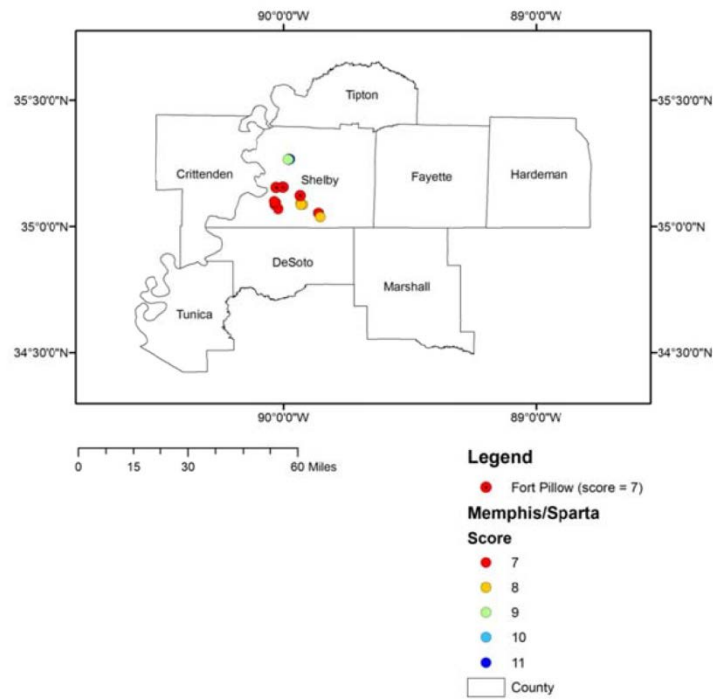 90°0'0"W 89°0'0"W
35°30'0"N 35°30'0"N
Tipton
Crittenden Shelby Fayette Hardeman
35°0'0"N 35°0'0"N
DeSoto
Marshall
Tunica
34°30'0"N 34°30'0"N
90°0'0"W 89°0'0"W
0 15 30 60 Miles
Legend
Fort Pillow (score = 7)
Memphis/Sparta
Score
7
8
9
10
11
County